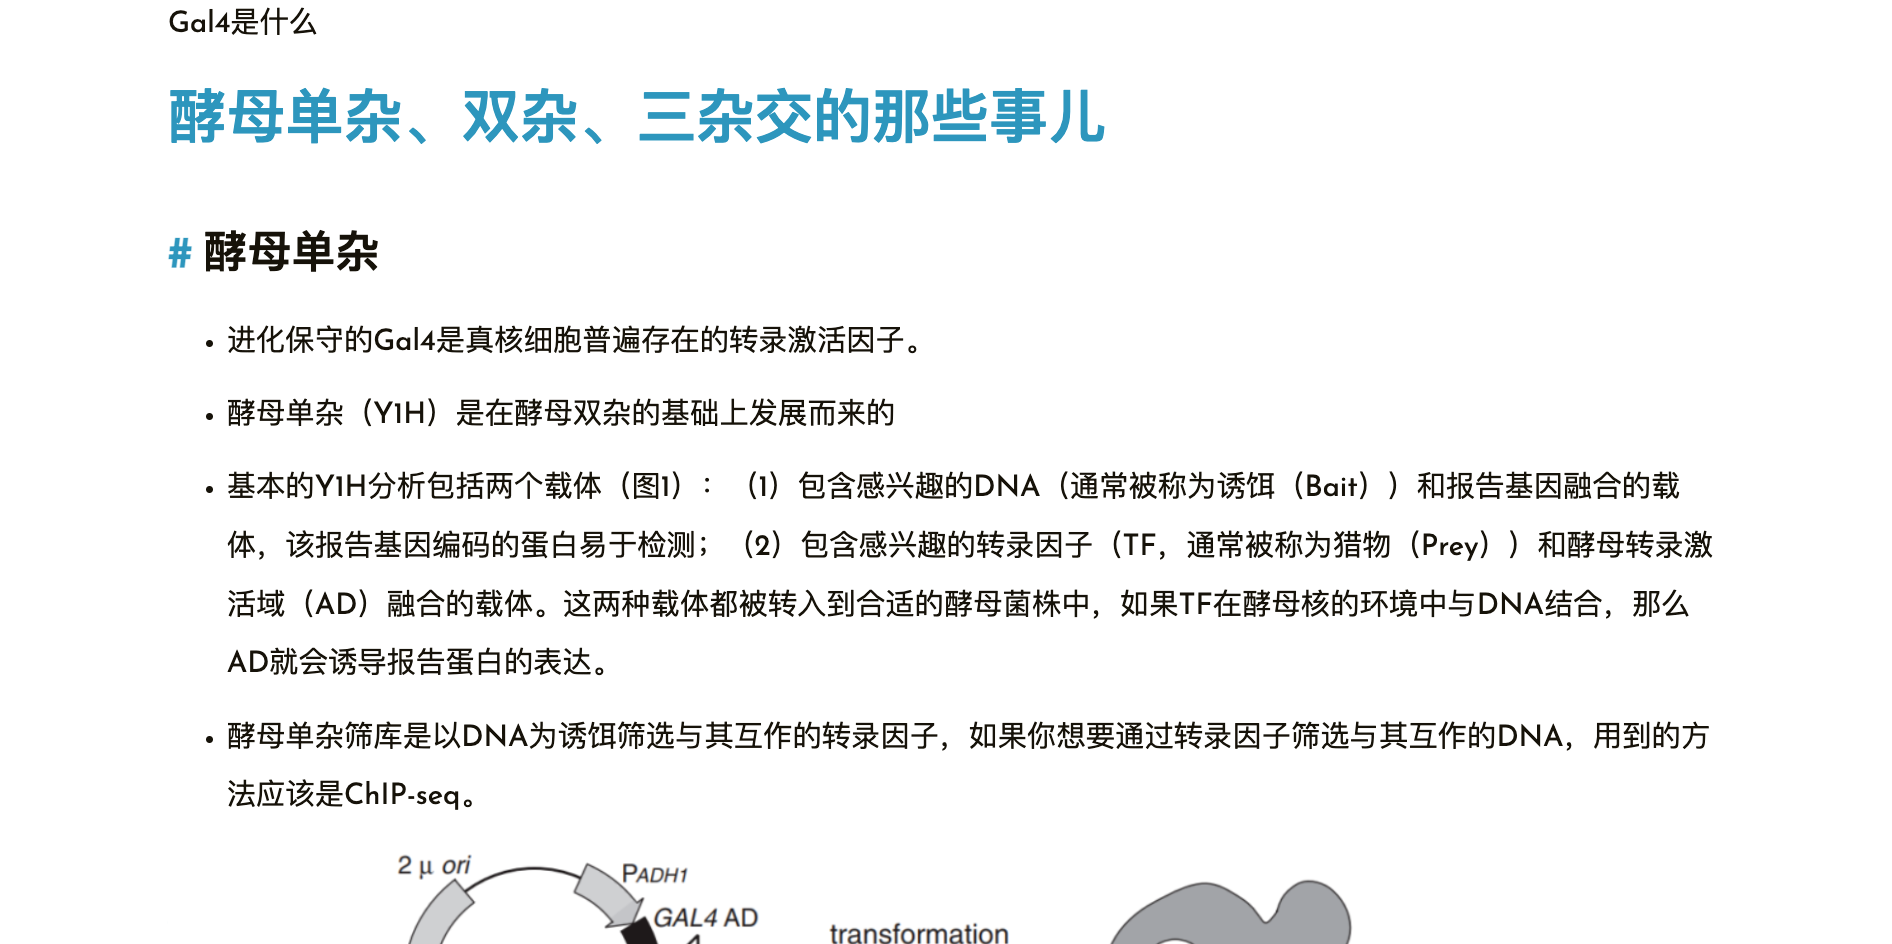 Gal4是什么
酵母单杂、双杂、三杂交的那些事儿
# 酵母单杂
• 进化保守的Gal4是真核细胞普遍存在的转录激活因子。
• 酵母单杂（Y1H）是在酵母双杂的基础上发展而来的
• 基本的Y1H分析包括两个载体（图1）：（1）包含感兴趣的DNA（通常被称为诱饵（Bait））和报告基因融合的载
体，该报告基因编码的蛋白易于检测；（2）包含感兴趣的转录因子（TF，通常被称为猎物（Prey））和酵母转录激
活域（AD）融合的载体。这两种载体都被转入到合适的酵母菌株中，如果TF在酵母核的环境中与DNA结合，那么
AD就会诱导报告蛋白的表达。
• 酵母单杂筛库是以DNA为诱饵筛选与其互作的转录因子，如果你想要通过转录因子筛选与其互作的DNA，用到的方
法应该是ChIP-seq。
2 μ ori
PADH1
GAL4 AD
transformation